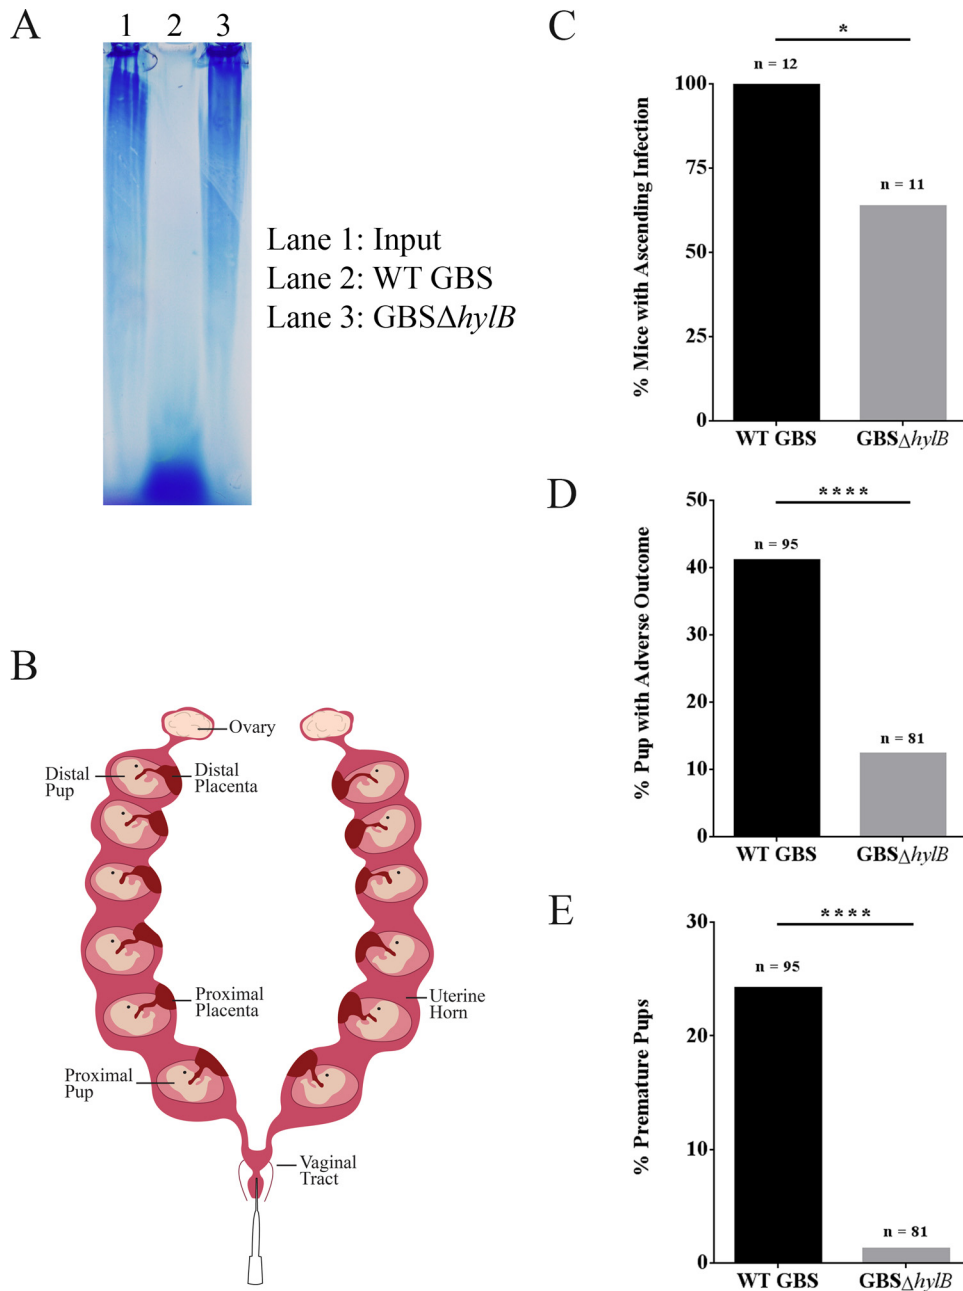 A
1 2 3
Lane 1: Input
Lane 2: WT GBS
Lane 3: GBSΔhylB
B
Ovary
Distal
Pup
Distal
Placenta
Proximal
Placenta
Uterine
Horn
Proximal
Pup
Vaginal
Tract
C
*
n = 12
n = 11
% Mice with Ascending Infection
100
75
50
25
0
WT GBS
GBSΔhylB
D
****
n = 95
n = 81
% Pup with Adverse Outcome
50
40
30
20
10
0
WT GBS
GBSΔhylB
E
****
n = 95
n = 81
% Premature Pups
30
20
10
0
WT GBS
GBSΔhylB